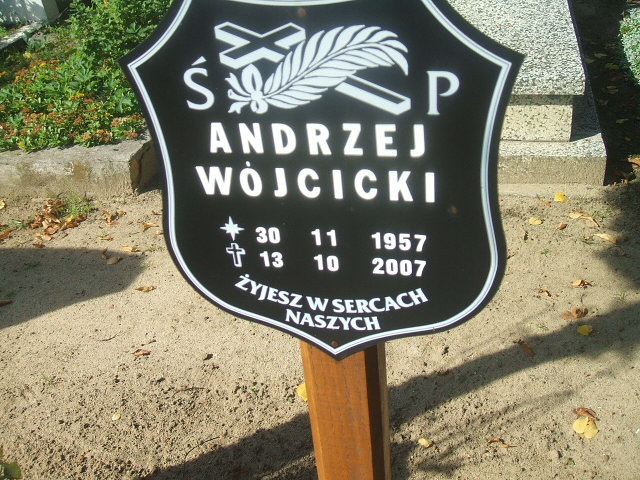 Ś P
ANDRZEJ
WÓJCICKI
30 11 1957
13 10 2007
ŻYJESZ W SERCACH
NASZYCH